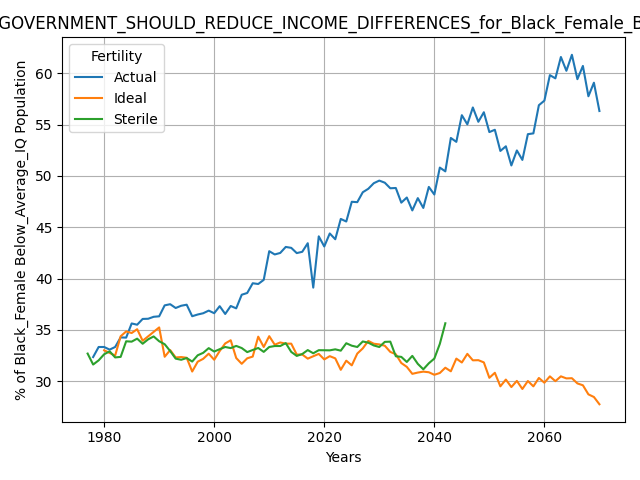 GOVERNMENT_SHOULD_REDUCE_INCOME_DIFFERENCES_for_Black_Female_B
Fertility
Actual
Ideal
Sterile
% of Black_Female Below_Average_IQ Population
60
55
50
45
40
35
30
1980
2000
2020
2040
2060
Years